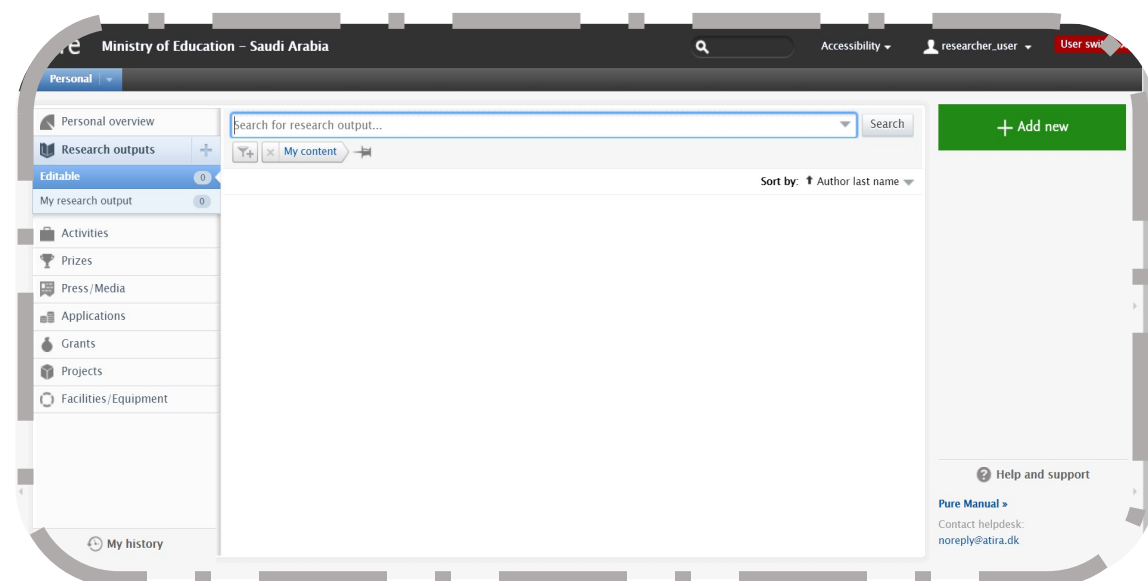 Ministry of Education – Saudi Arabia
Accessibility
researcher_user
Personal
Personal overview
Research outputs
Editable 0
My research output 0
Activities
Prizes
Press/Media
Applications
Grants
Projects
Facilities/Equipment
My history
Search for research output...
Search
My content
Sort by: Author last name
+ Add new
Help and support
Pure Manual »
Contact helpdesk:
noreply@atira.dk
User